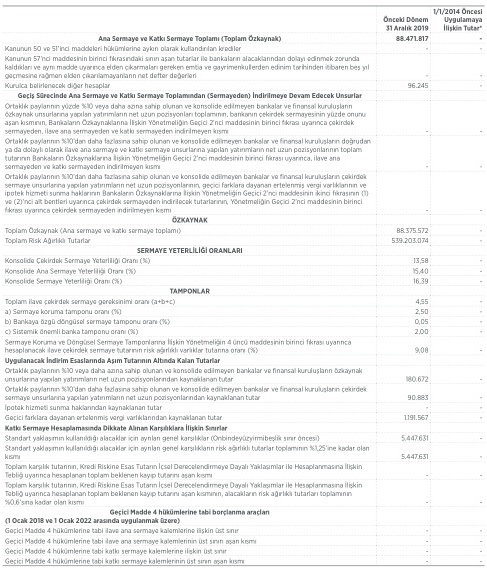 1/1/2014 Öncesi
Önceki Dönem Uygulamaya
31 Aralık 2019 İlişkin Tutar*
Ana Sermaye ve Katkı Sermaye Toplamı (Toplam Özkaynak) 88.471.817 -
Kanunun 50 ve 51'inci maddeleri hükümlerine aykırı olarak kullandırılan krediler - -
Kanunun 57'nci maddesinin birinci fıkrasındaki sınırı aşan tutarlar ile bankaların alacaklarından dolayı edinmek zorunda
kaldıkları ve aynı madde uyarınca elden çıkarmaları gereken emtia ve gayrimenkullerden edinim tarihinden itibaren beş yıl
geçmesine rağmen elden çıkarılamayanların net defter değerleri - -
Kurulca belirlenecek diğer hesaplar 96.245 -
Geçiş Sürecinde Ana Sermaye ve Katkı Sermaye Toplamından (Sermayeden) İndirilmeye Devam Edecek Unsurlar
Ortaklık paylarının yüzde %10 veya daha azına sahip olunan ve konsolide edilmeyen bankalar ve finansal kuruluşların
özkaynak unsurlarına yapılan yatırımların net uzun pozisyonları toplamının, bankanın çekirdek sermayesinin yüzde onunu
aşan kısmının, Bankaların Özkaynaklarına İlişkin Yönetmeliğin Geçici 2'nci maddesinin birinci fıkrası uyarınca çekirdek
sermayeden, ilave ana sermayeden ve katkı sermayeden indirilmeyen kısmı - -
Ortaklık paylarının %10'dan daha fazlasına sahip olunan ve konsolide edilmeyen bankalar ve finansal kuruluşların doğrudan
ya da dolaylı olarak ilave ana sermaye ve katkı sermaye unsurlarına yapılan yatırımların net uzun pozisyonlarının toplam
tutarının Bankaların Özkaynaklarına İlişkin Yönetmeliğin Geçici 2'nci maddesinin birinci fıkrası uyarınca, ilave ana
sermayeden ve katkı sermayeden indirilmeyen kısmı - -
Ortaklık paylarının %10'dan daha fazlasına sahip olunan ve konsolide edilmeyen bankalar ve finansal kuruluşların çekirdek
sermaye unsurlarına yapılan yatırımların net uzun pozisyonlarının, geçici farklara dayanan ertelenmiş vergi varlıklarının ve
ipotek hizmeti sunma haklarının Bankaların Özkaynaklarına İlişkin Yönetmeliğin Geçici 2'nci maddesinin ikinci fıkrasının (1)
ve (2)'nci alt bentleri uyarınca çekirdek sermayeden indirilecek tutarlarının, Yönetmeliğin Geçici 2'nci maddesinin birinci
fıkrası uyarınca çekirdek sermayeden indirilmeyen kısmı - -
ÖZKAYNAK
Toplam Özkaynak (Ana sermaye ve katkı sermaye toplamı) 88.375.572 -
Toplam Risk Ağırlıklı Tutarlar 539.203.074 -
SERMAYE YETERLİLİĞİ ORANLARI
Konsolide Çekirdek Sermaye Yeterliliği Oranı (%) 13,58 -
Konsolide Ana Sermaye Yeterliliği Oranı (%) 15,40 -
Konsolide Sermaye Yeterliliği Oranı (%) 16,39 -
TAMPONLAR
Toplam ilave çekirdek sermaye gereksinimi oranı (a+b+c) 4,55 -
a) Sermaye koruma tamponu oranı (%) 2,50 -
b) Bankaya özgü döngüsel sermaye tamponu oranı (%) 0,05 -
c) Sistemik önemli banka tamponu oranı (%) 2,00 -
Sermaye Koruma ve Döngüsel Sermaye Tamponlarına İlişkin Yönetmeliğin 4 üncü maddesinin birinci fıkrası uyarınca
hesaplanacak ilave çekirdek sermaye tutarının risk ağırlıklı varlıklar tutarına oranı (%) 9,08 -
Uygulanacak İndirim Esaslarında Aşım Tutarının Altında Kalan Tutarlar
Ortaklık paylarının %10 veya daha azına sahip olunan ve konsolide edilmeyen bankalar ve finansal kuruluşların özkaynak
unsurlarına yapılan yatırımların net uzun pozisyonlarından kaynaklanan tutar 180.672 -
Ortaklık paylarının %10'dan daha fazlasına sahip olunan ve konsolide edilmeyen bankalar ve finansal kuruluşların çekirdek
sermaye unsurlarına yapılan yatırımların net uzun pozisyonlarından kaynaklanan tutar 90.883 -
İpotek hizmeti sunma haklarından kaynaklanan tutar - -
Geçici farklara dayanan ertelenmiş vergi varlıklarından kaynaklanan tutar 1.191.567 -
Katkı Sermaye Hesaplamasında Dikkate Alınan Karşılıklara İlişkin Sınırlar
Standart yaklaşımın kullanıldığı alacaklar için ayrılan genel karşılıklar (Onbindeyüzyirmibeşlik sınır öncesi) 5.447.631 -
Standart yaklaşımın kullanıldığı alacaklar için ayrılan genel karşılıkların risk ağırlıklı tutarlar toplamının %1,25'ine kadar olan
kısmı 5.447.631 -
Toplam karşılık tutarının, Kredi Riskine Esas Tutarın İçsel Derecelendirmeye Dayalı Yaklaşımlar ile Hesaplanmasına İlişkin
Tebliğ uyarınca hesaplanan toplam beklenen kayıp tutarını aşan kısmı - -
Toplam karşılık tutarının, Kredi Riskine Esas Tutarın İçsel Derecelendirmeye Dayalı Yaklaşımlar ile Hesaplanmasına İlişkin
Tebliğ uyarınca hesaplanan toplam beklenen kayıp tutarını aşan kısmının, alacakların risk ağırlıklı tutarları toplamının
%0,6'sına kadar olan kısmı - -
Geçici Madde 4 hükümlerine tabi borçlanma araçları
(1 Ocak 2018 ve 1 Ocak 2022 arasında uygulanmak üzere)
Geçici Madde 4 hükümlerine tabi ilave ana sermaye kalemlerine ilişkin üst sınır - -
Geçici Madde 4 hükümlerine tabi ilave ana sermaye kalemlerinin üst sınırı aşan kısmı - -
Geçici Madde 4 hükümlerine tabi katkı sermaye kalemlerine ilişkin üst sınır - -
Geçici Madde 4 hükümlerine tabi katkı sermaye kalemlerinin üst sınırı aşan kısmı - -